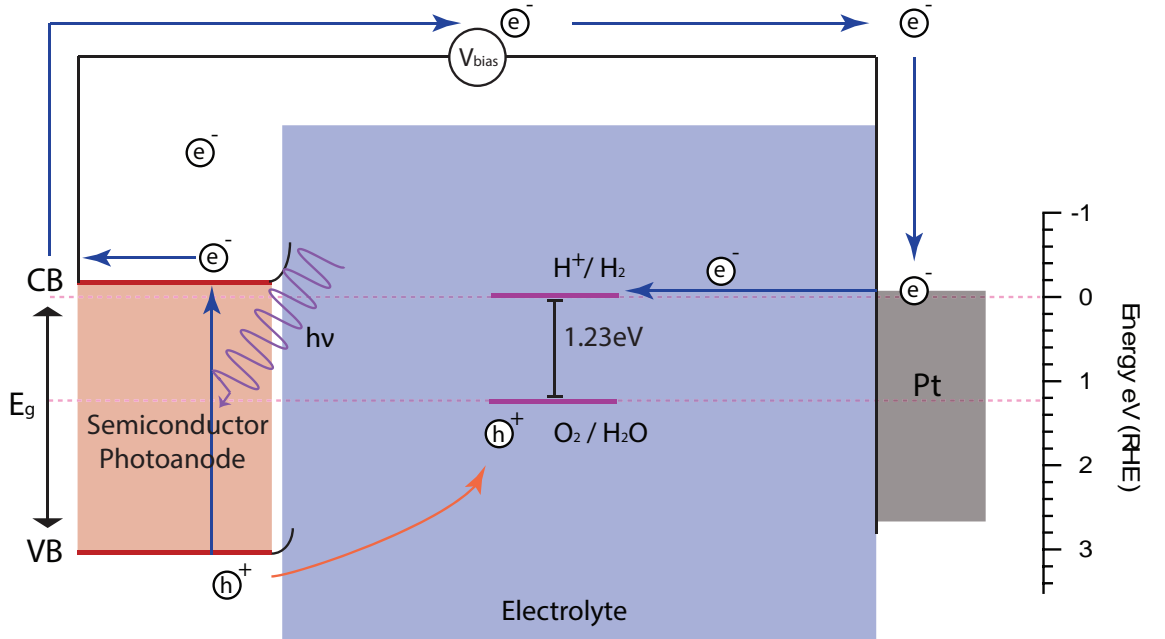 e-
e-
Vbias
e-
e-
CB
H+/ H2
e-
e-
-1
0
hν
1.23eV
1
Energy eV (RHE)
Eg
Pt
Semiconductor
Photoanode
h+
O2 / H2O
2
VB
3
h+
Electrolyte